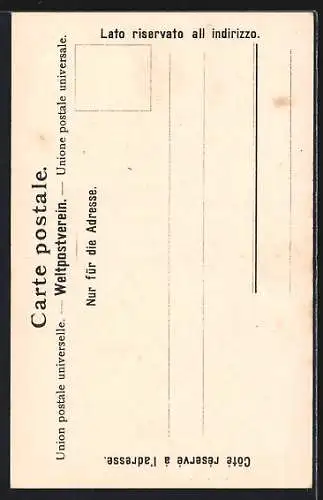 Carte postale.
Union postale universelle. — Weltpostverein. — Unione postale universale.
Nur für die Adresse.
Lato riservato all indirizzo.
Côté réservé à l'adresse.